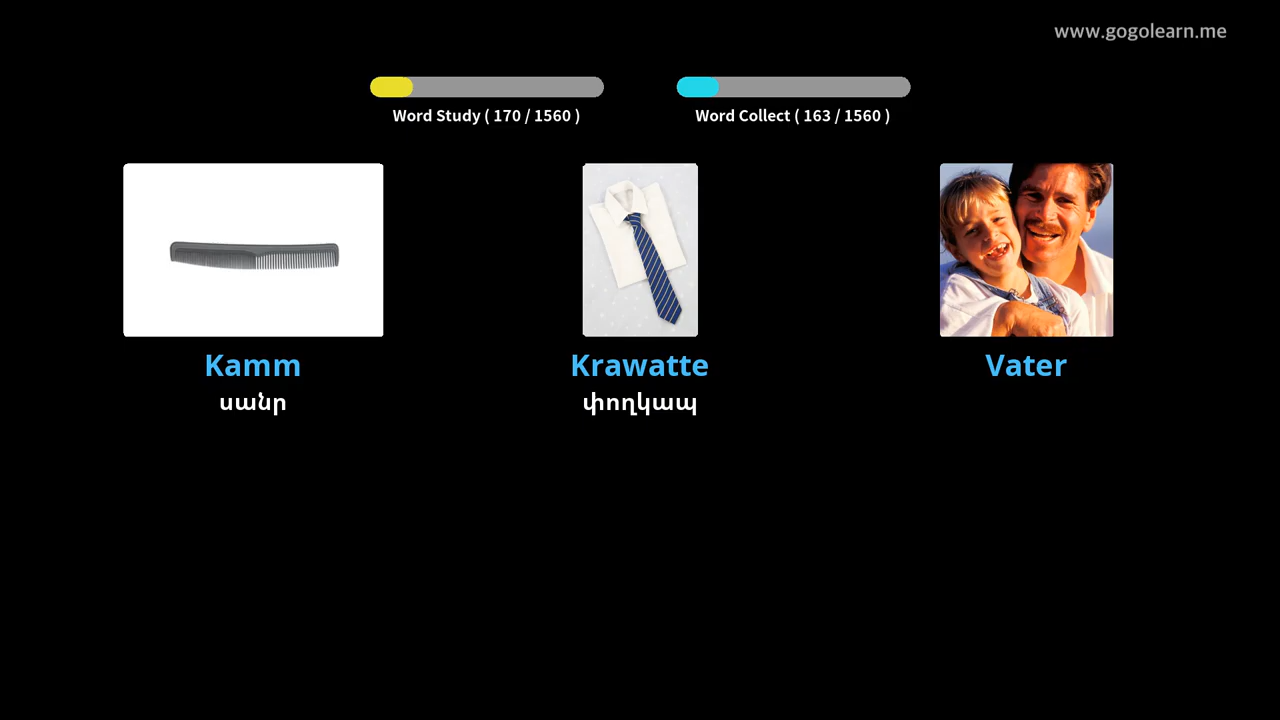 www.gogolearn.me
Word Study ( 170 / 1560 )
Word Collect ( 163 / 1560 )
Kamm
սանր
Krawatte
փողկապ
Vater